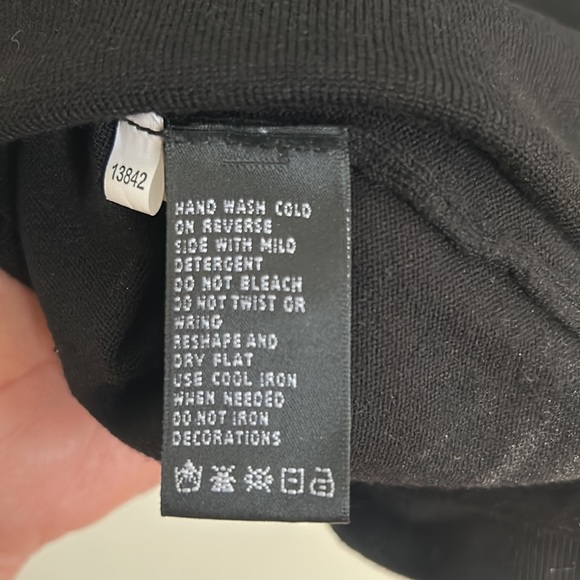 13842
HAND WASH COLD
ON REVERSE
SIDE WITH MILD
DETERGENT
DO NOT BLEACH
DO NOT TWIST OR
WRING
RESHAPE AND
DRY FLAT
USE COOL IRON
WHEN NEEDED
DO NOT IRON
DECORATIONS